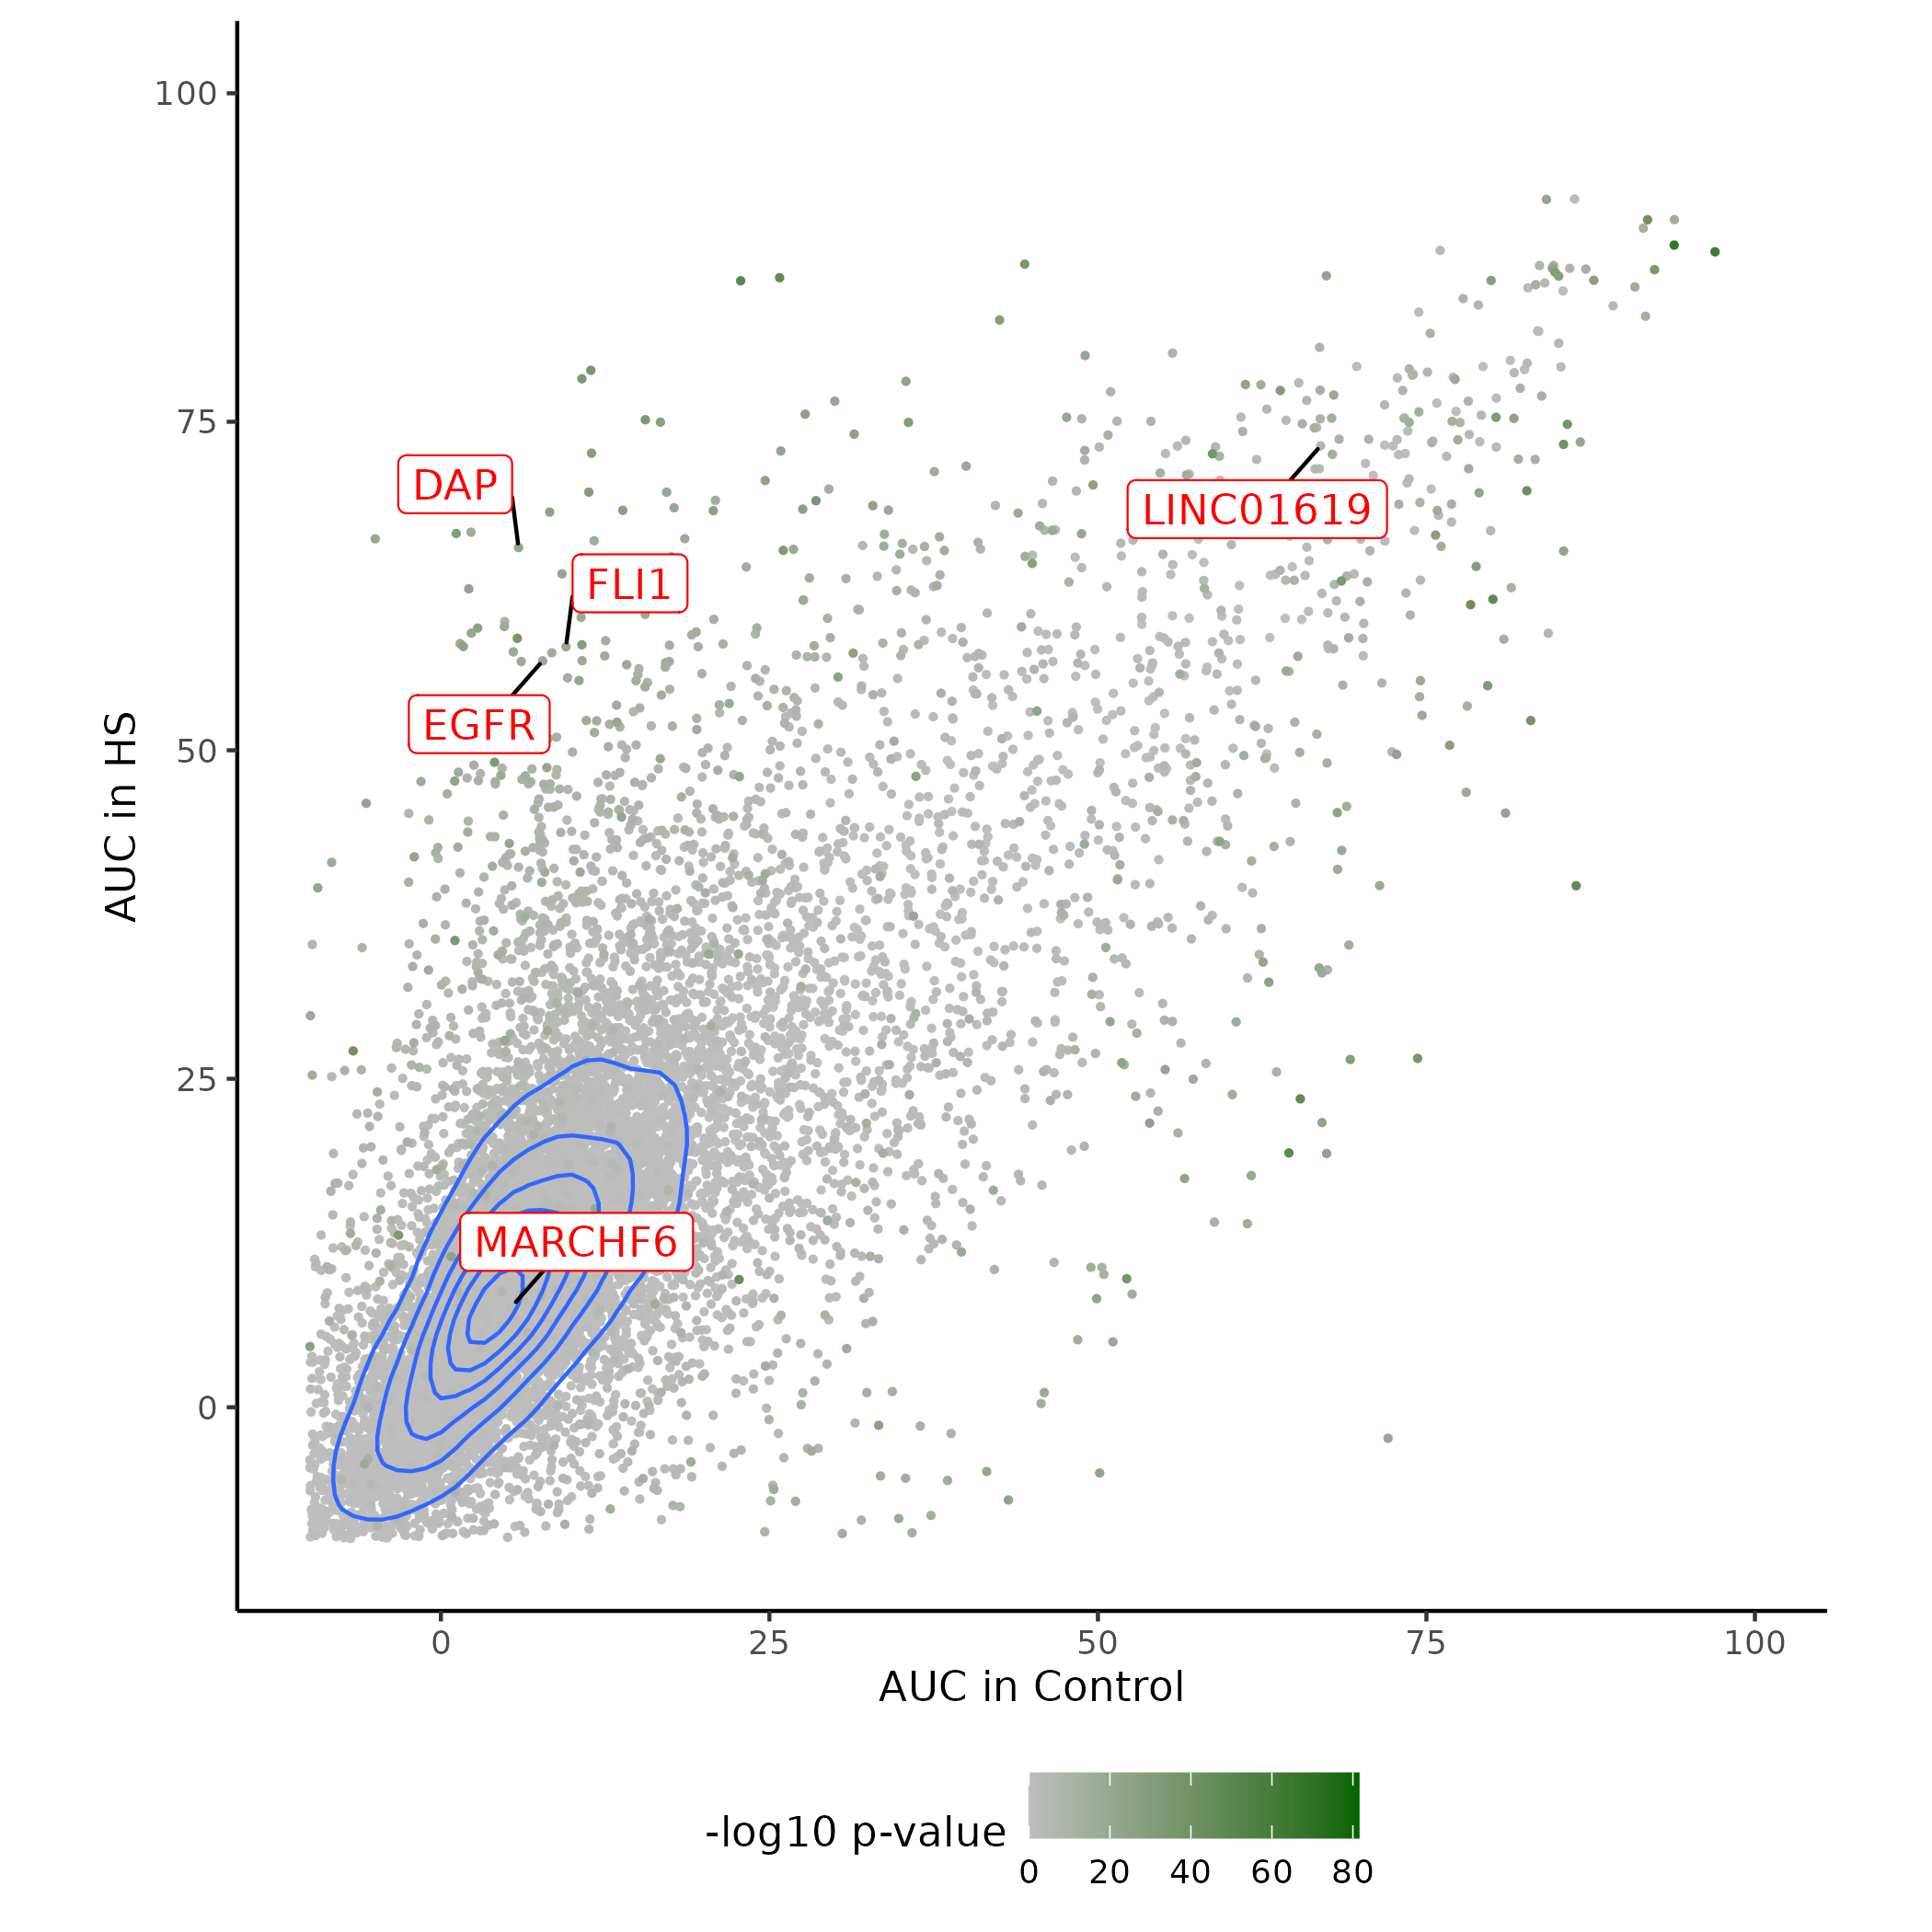 100
75
50
25
0
AUC in HS
DAP
FLI1
EGFR
LINC01619
MARCHF6
0 25 50 75 100
AUC in Control
-log10 p-value
0 20 40 60 80